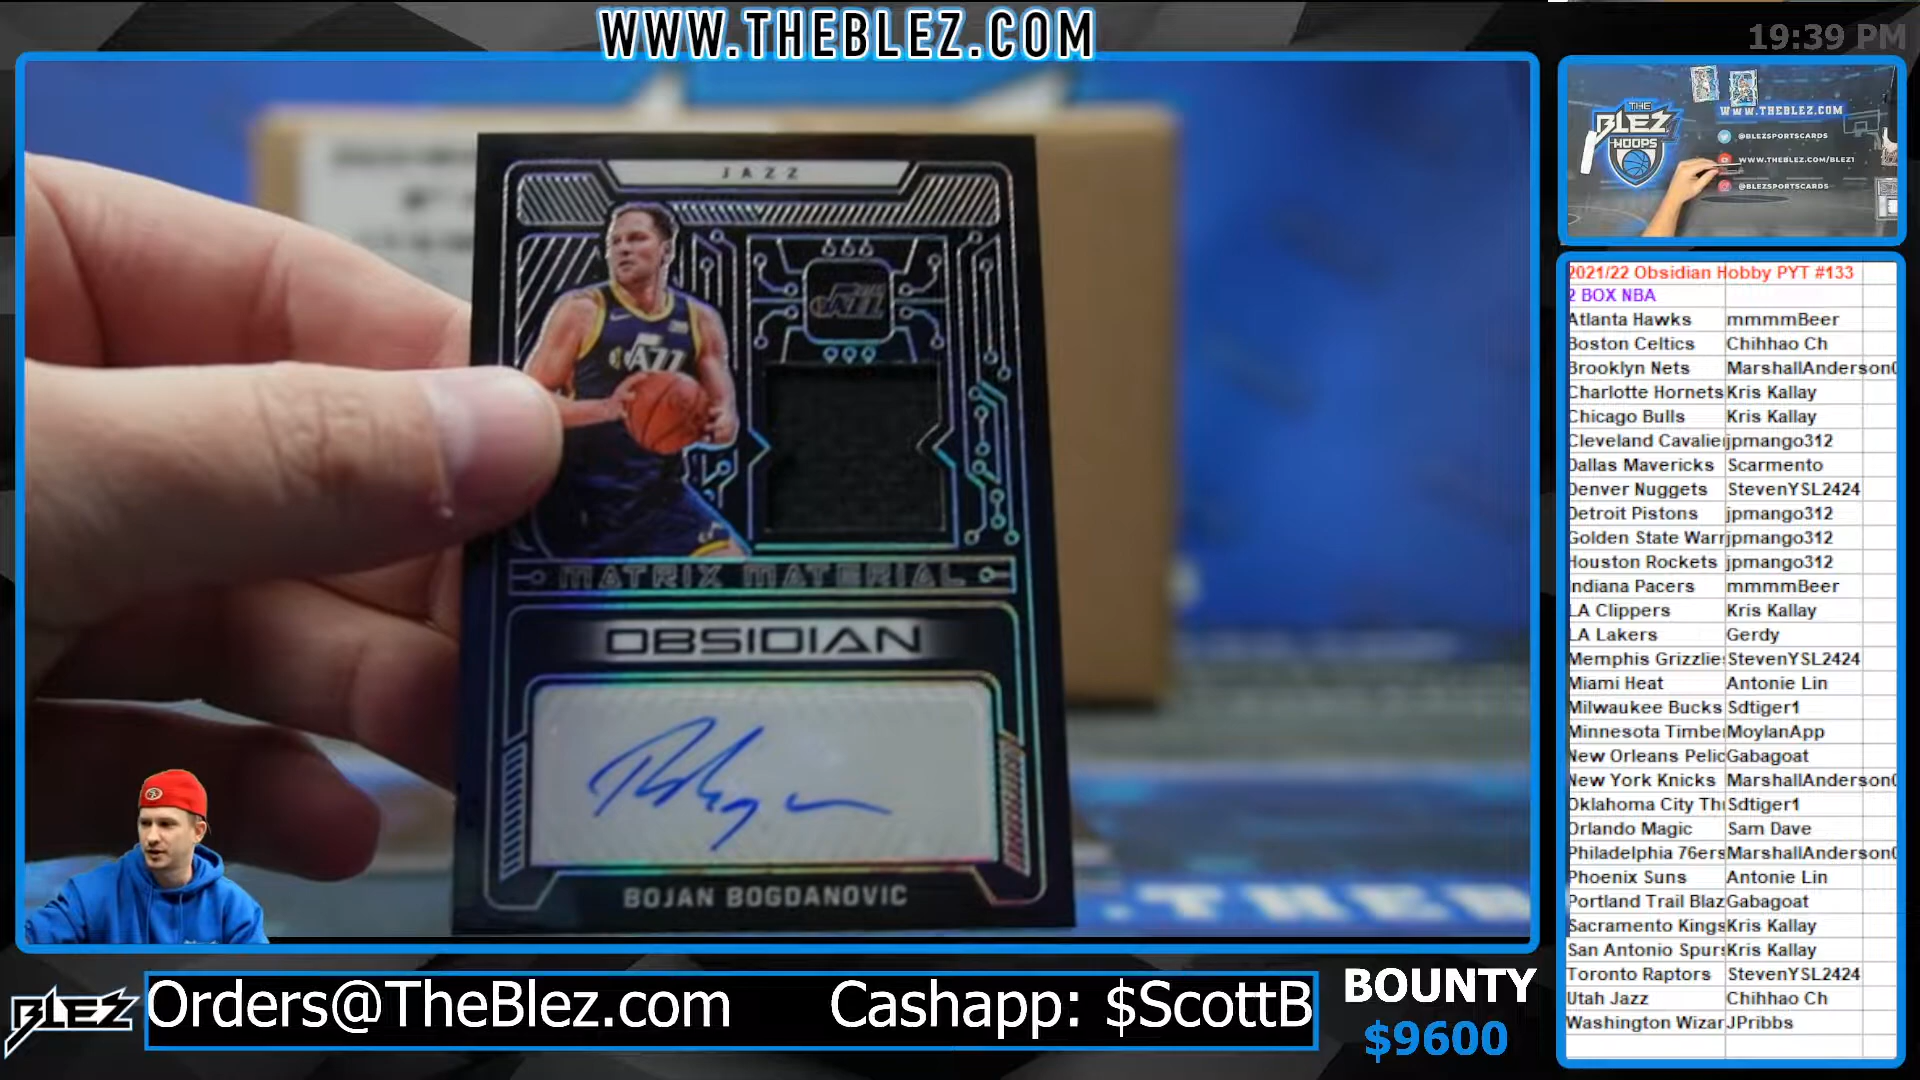 WWW.THEBLEZ.COM
19:39 PM
JAZZ
JAZZ
JAZZ
MATRIX MATERIAL
OBSIDIAN
BOJAN BOGDANOVIC
THE
BLEZ
HOOPS
WWW.THEBLEZ.COM
@BLEZSPORTSCARDS
WWW.THEBLEZ.COM/BLEZ1
@BLEZSPORTSCARDS
2021/22 Obsidian Hobby PYT #133
2 BOX NBA
Atlanta Hawks mmmmBeer
Boston Celtics Chihhao Ch
Brooklyn Nets MarshallAnderson0
Charlotte Hornets Kris Kallay
Chicago Bulls Kris Kallay
Cleveland Cavalie jpmango312
Dallas Mavericks Scarmento
Denver Nuggets StevenYSL2424
Detroit Pistons jpmango312
Golden State Warr jpmango312
Houston Rockets jpmango312
Indiana Pacers mmmmBeer
LA Clippers Kris Kallay
LA Lakers Gerdy
Memphis Grizzlie StevenYSL2424
Miami Heat Antonie Lin
Milwaukee Bucks Sdtiger1
Minnesota Timbe MoylanApp
New Orleans Pelic Gabagoat
New York Knicks MarshallAnderson0
Oklahoma City Th Sdtiger1
Orlando Magic Sam Dave
Philadelphia 76ers MarshallAnderson0
Phoenix Suns Antonie Lin
Portland Trail Blaz Gabagoat
Sacramento Kings Kris Kallay
San Antonio Spurs Kris Kallay
Toronto Raptors StevenYSL2424
Utah Jazz Chihhao Ch
Washington Wizar JPribbs
BLEZ
Orders@TheBlez.com Cashapp: $ScottB
BOUNTY
$9600